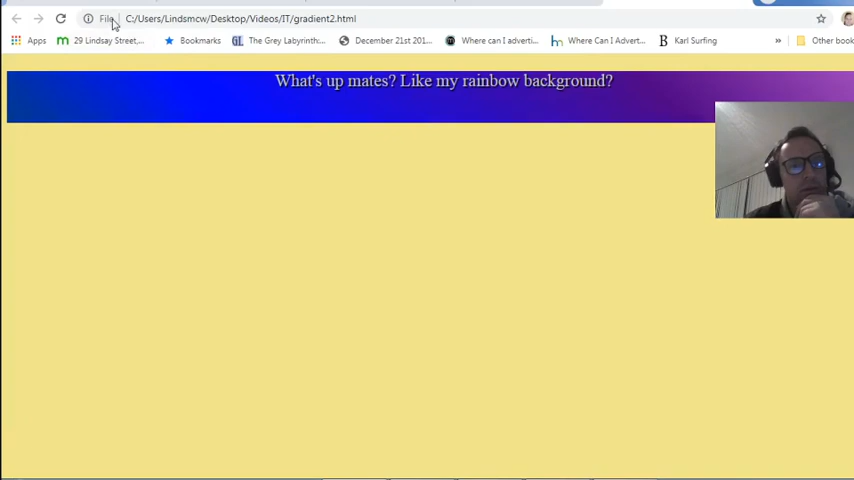 File C:/Users/Lindsmcw/Desktop/Videos/IT/gradient2.html
Apps 29 Lindsay Street,... Bookmarks GL The Grey Labyrinth:... December 21st 201... Where can i adverti... Where Can I Advert... B Karl Surfing » Other book
What's up mates? Like my rainbow background?